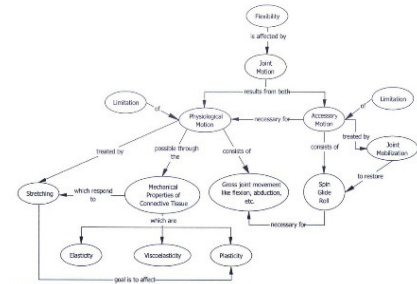 Flexibility
is affected by
Joint
Motion
results from both
Limitation
of
Physiological
Motion
necessary for
Accessory
Motion
of
Limitation
treated by
possible through
the
consists of
consists of
treated by
Joint
Mobilization
to restore
Stretching
which respond
to
Mechanical
Properties of
Connective Tissue
Gross joint movement
like flexion, abduction,
etc.
Spin
Glide
Roll
which are
necessary for
Elasticity
Viscoelasticity
Plasticity
goal is to affect